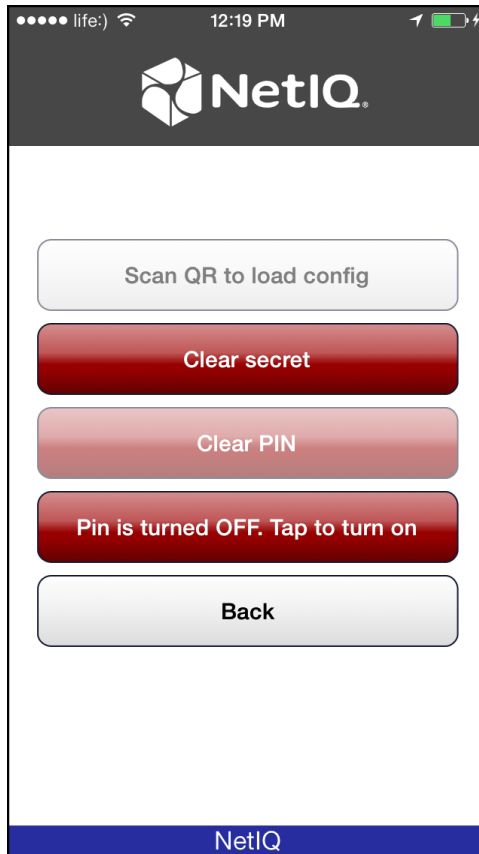 life:) 12:19 PM
NetIQ.
Scan QR to load config
Clear secret
Clear PIN
Pin is turned OFF. Tap to turn on
Back
NetIQ